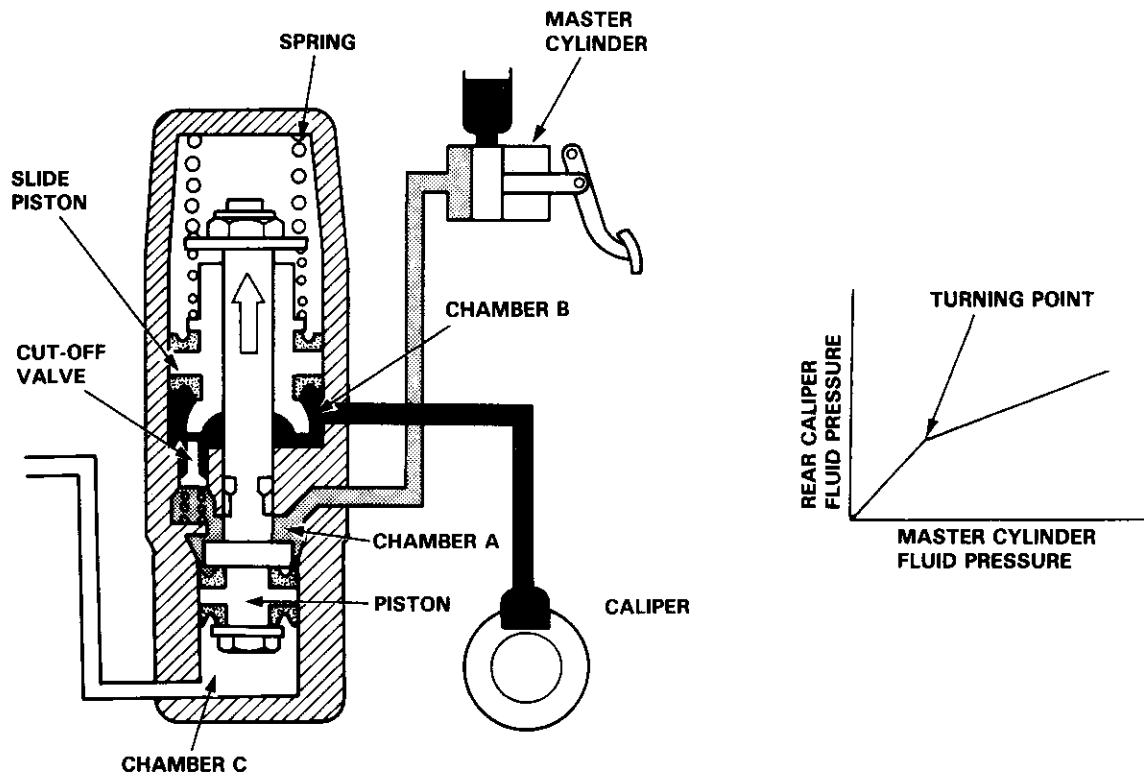 MASTER
CYLINDER
SPRING
SLIDE
PISTON
CHAMBER B
CUT-OFF
VALVE
CHAMBER A
PISTON
CALIPER
CHAMBER C
TURNING POINT
REAR CALIPER
FLUID PRESSURE
MASTER CYLINDER
FLUID PRESSURE